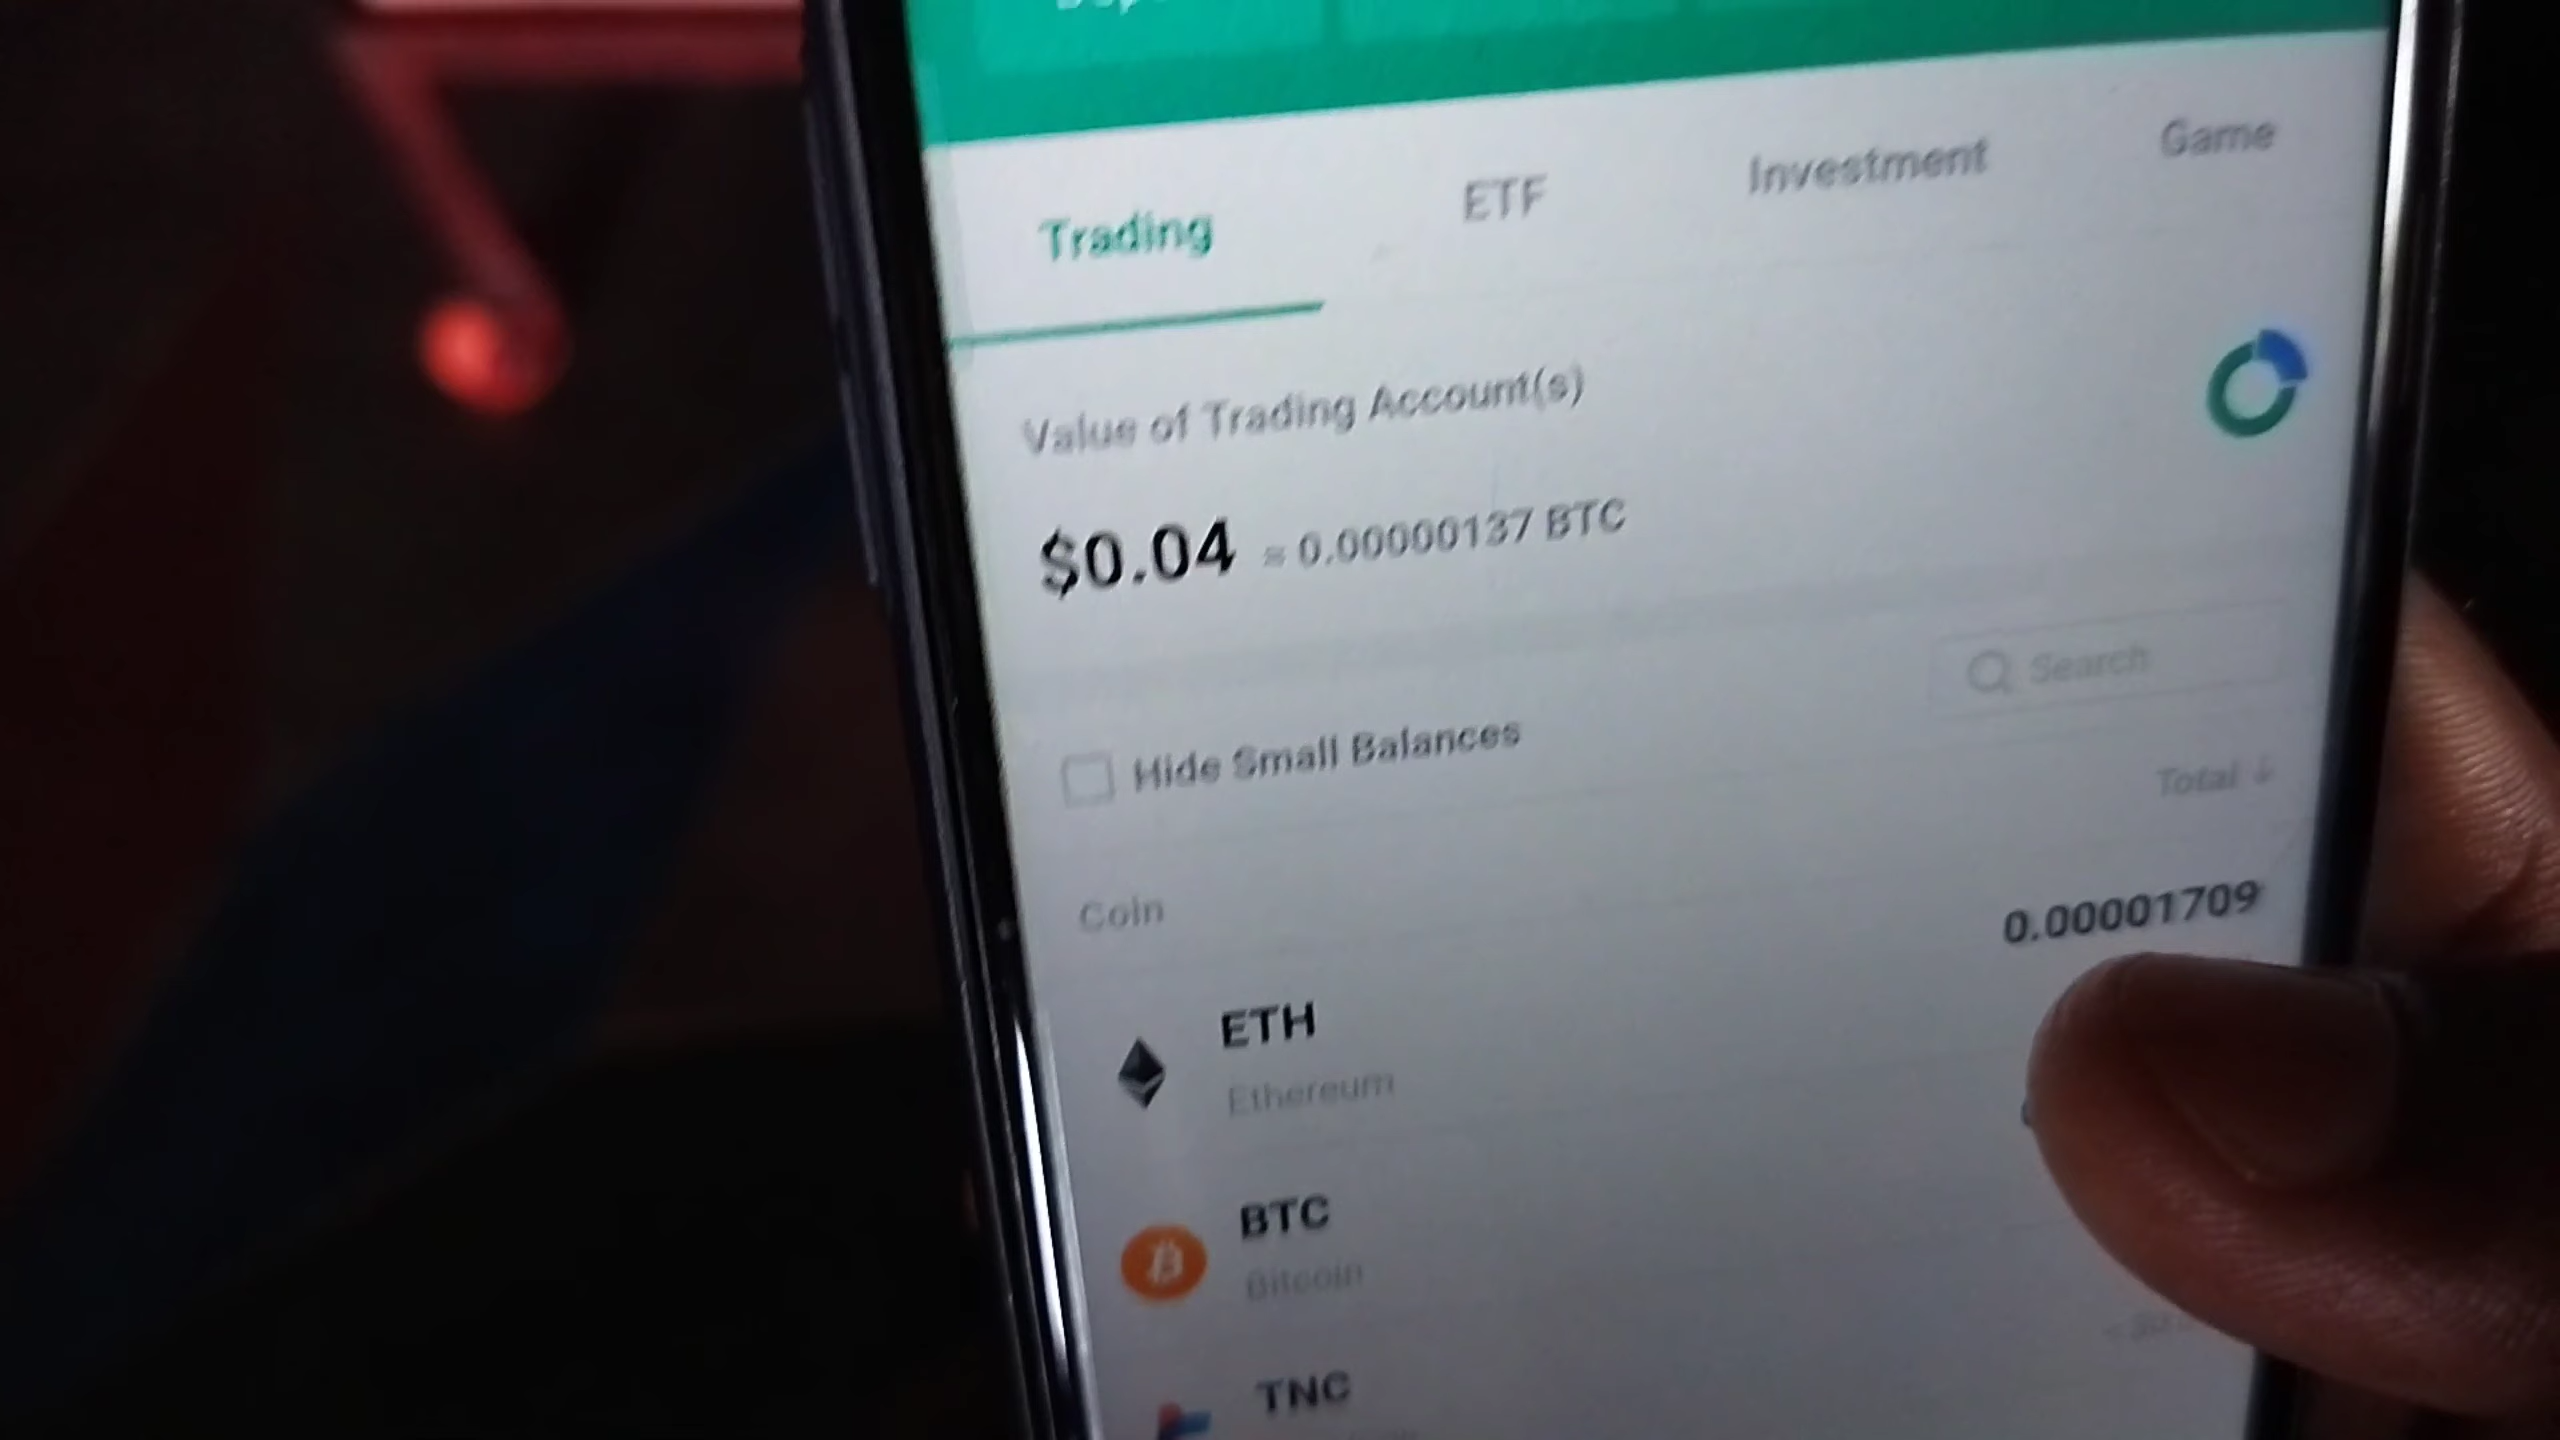 Trading ETF Investment Game
Value of Trading Account(s)
$0.04 ≈ 0.00000137 BTC
Search
Hide Small Balances
Total ↓
Coin
0.00001709
ETH
Ethereum
BTC
Bitcoin
TNC